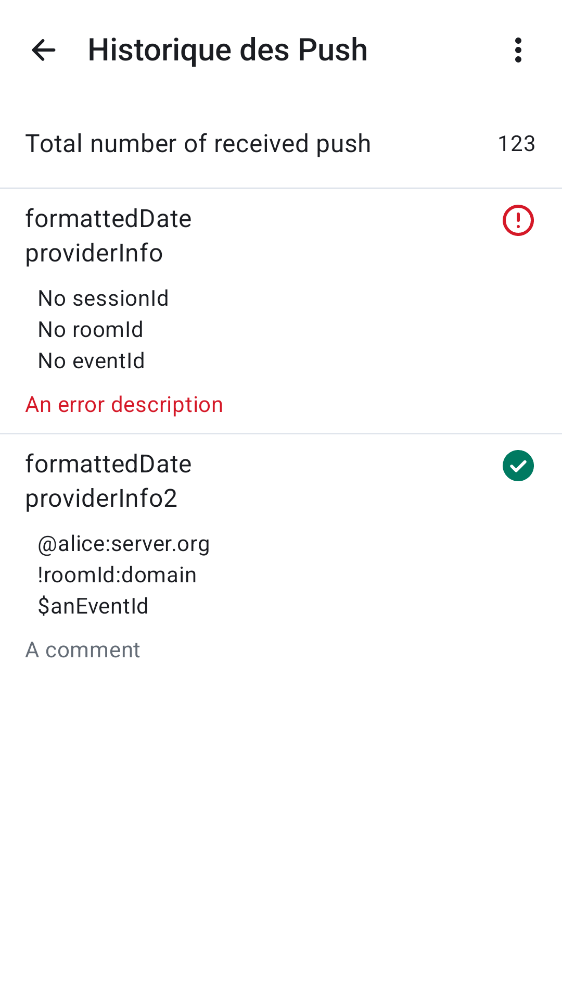 Historique des Push
Total number of received push 123
formattedDate
providerInfo
No sessionId
No roomId
No eventId
An error description
formattedDate
providerInfo2
@alice:server.org
!roomId:domain
$anEventId
A comment